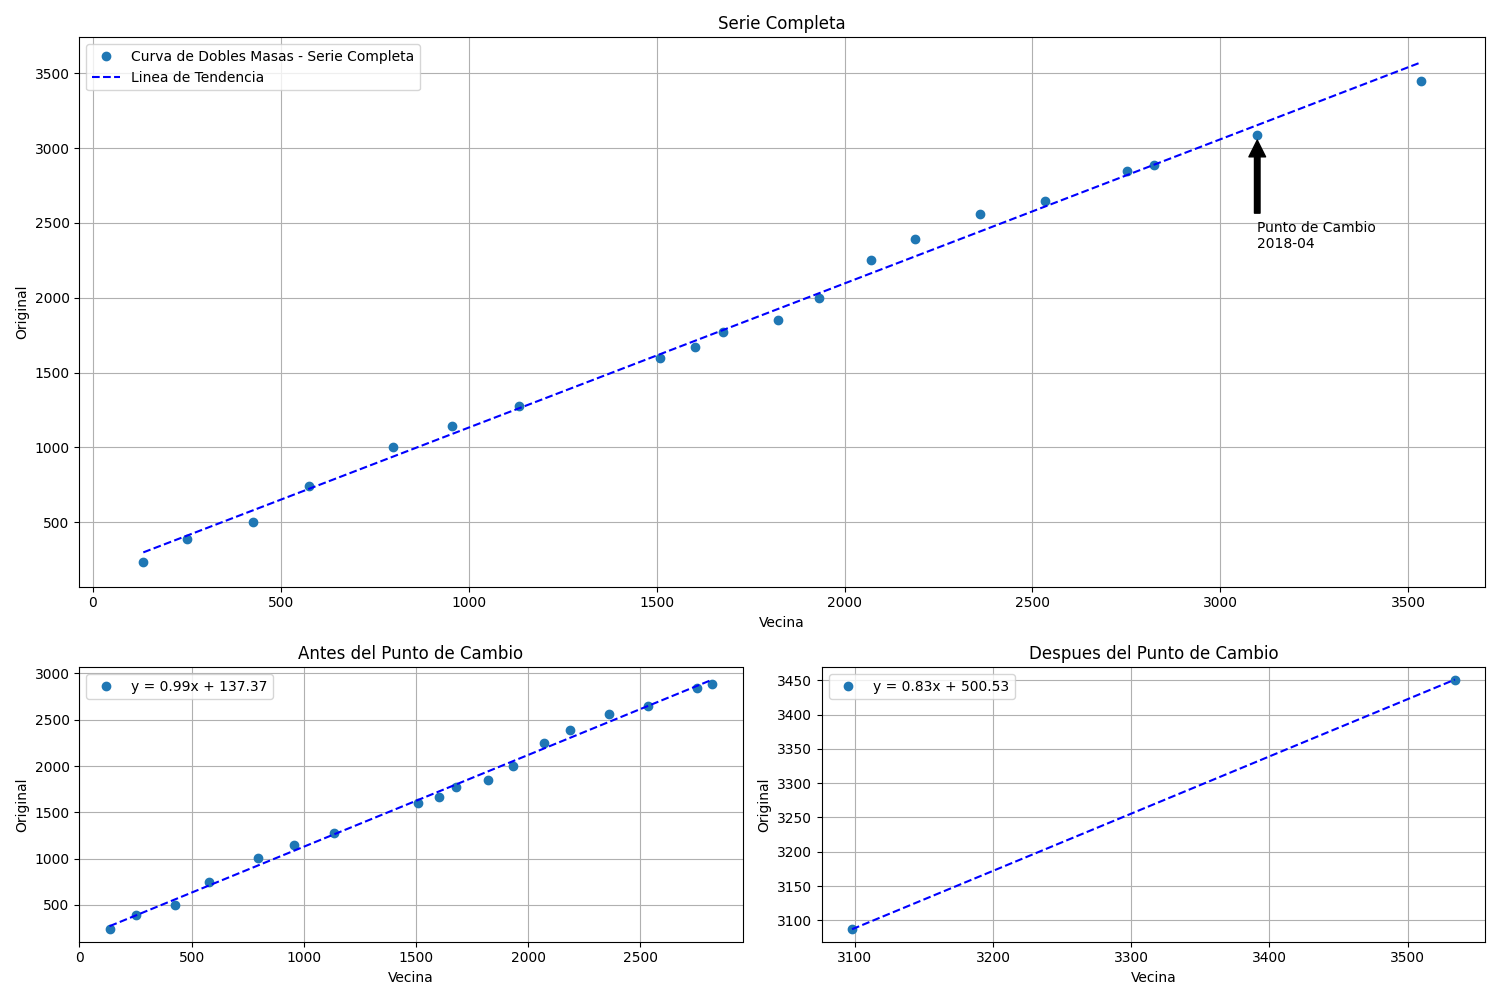 Serie Completa
Curva de Dobles Masas - Serie Completa
Linea de Tendencia
3500
3000
2500
2000
1500
1000
500
Original
Punto de Cambio
2018-04
0 500 1000 1500 2000 2500 3000 3500
Vecina
Antes del Punto de Cambio
y = 0.99x + 137.37
3000
2500
2000
1500
1000
500
Original
0 500 1000 1500 2000 2500
Vecina
Despues del Punto de Cambio
y = 0.83x + 500.53
3450
3400
3350
3300
3250
3200
3150
3100
Original
3100 3200 3300 3400 3500
Vecina